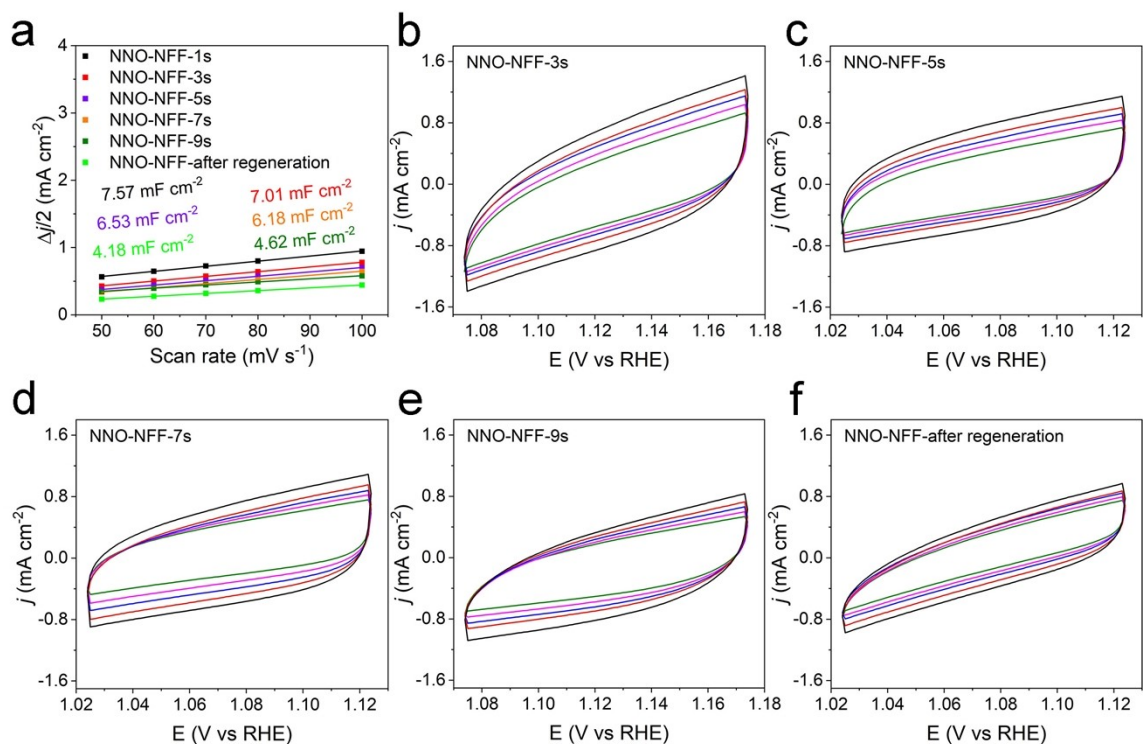 a
4
3
2
1
0
Δj/2 (mA cm⁻²)
NNO-NFF-1s
NNO-NFF-3s
NNO-NFF-5s
NNO-NFF-7s
NNO-NFF-9s
NNO-NFF-after regeneration
7.57 mF cm⁻² 7.01 mF cm⁻²
6.53 mF cm⁻² 6.18 mF cm⁻²
4.18 mF cm⁻² 4.62 mF cm⁻²
50 60 70 80 90 100
Scan rate (mV s⁻¹)
b
NNO-NFF-3s
1.6
0.8
0.0
-0.8
-1.6
j (mA cm⁻²)
1.08 1.10 1.12 1.14 1.16 1.18
E (V vs RHE)
c
NNO-NFF-5s
1.6
0.8
0.0
-0.8
-1.6
j (mA cm⁻²)
1.02 1.04 1.06 1.08 1.10 1.12
E (V vs RHE)
d
NNO-NFF-7s
1.6
0.8
0.0
-0.8
-1.6
j (mA cm⁻²)
1.02 1.04 1.06 1.08 1.10 1.12
E (V vs RHE)
e
NNO-NFF-9s
1.6
0.8
0.0
-0.8
-1.6
j (mA cm⁻²)
1.08 1.10 1.12 1.14 1.16 1.18
E (V vs RHE)
f
NNO-NFF-after regeneration
1.6
0.8
0.0
-0.8
-1.6
j (mA cm⁻²)
1.02 1.04 1.06 1.08 1.10 1.12
E (V vs RHE)